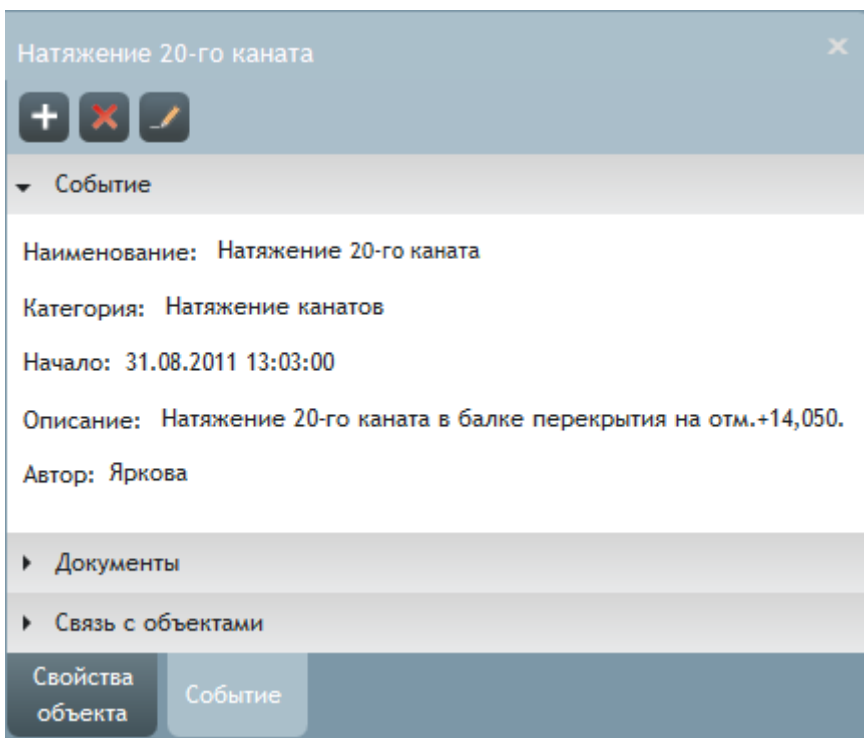 Натяжение 20-го каната
Событие
Наименование: Натяжение 20-го каната
Категория: Натяжение канатов
Начало: 31.08.2011 13:03:00
Описание: Натяжение 20-го каната в балке перекрытия на отм.+14,050.
Автор: Яркова
Документы
Связь с объектами
Свойства
объекта
Событие